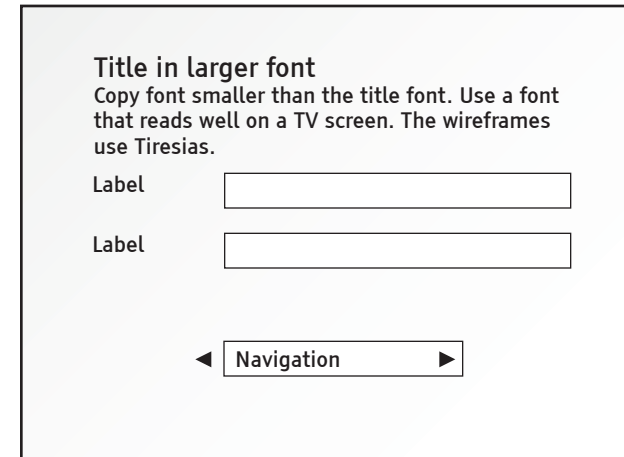 Title in larger font
Copy font smaller than the title font. Use a font
that reads well on a TV screen. The wireframes
use Tiresias.
Label
Label
◀ Navigation ▶